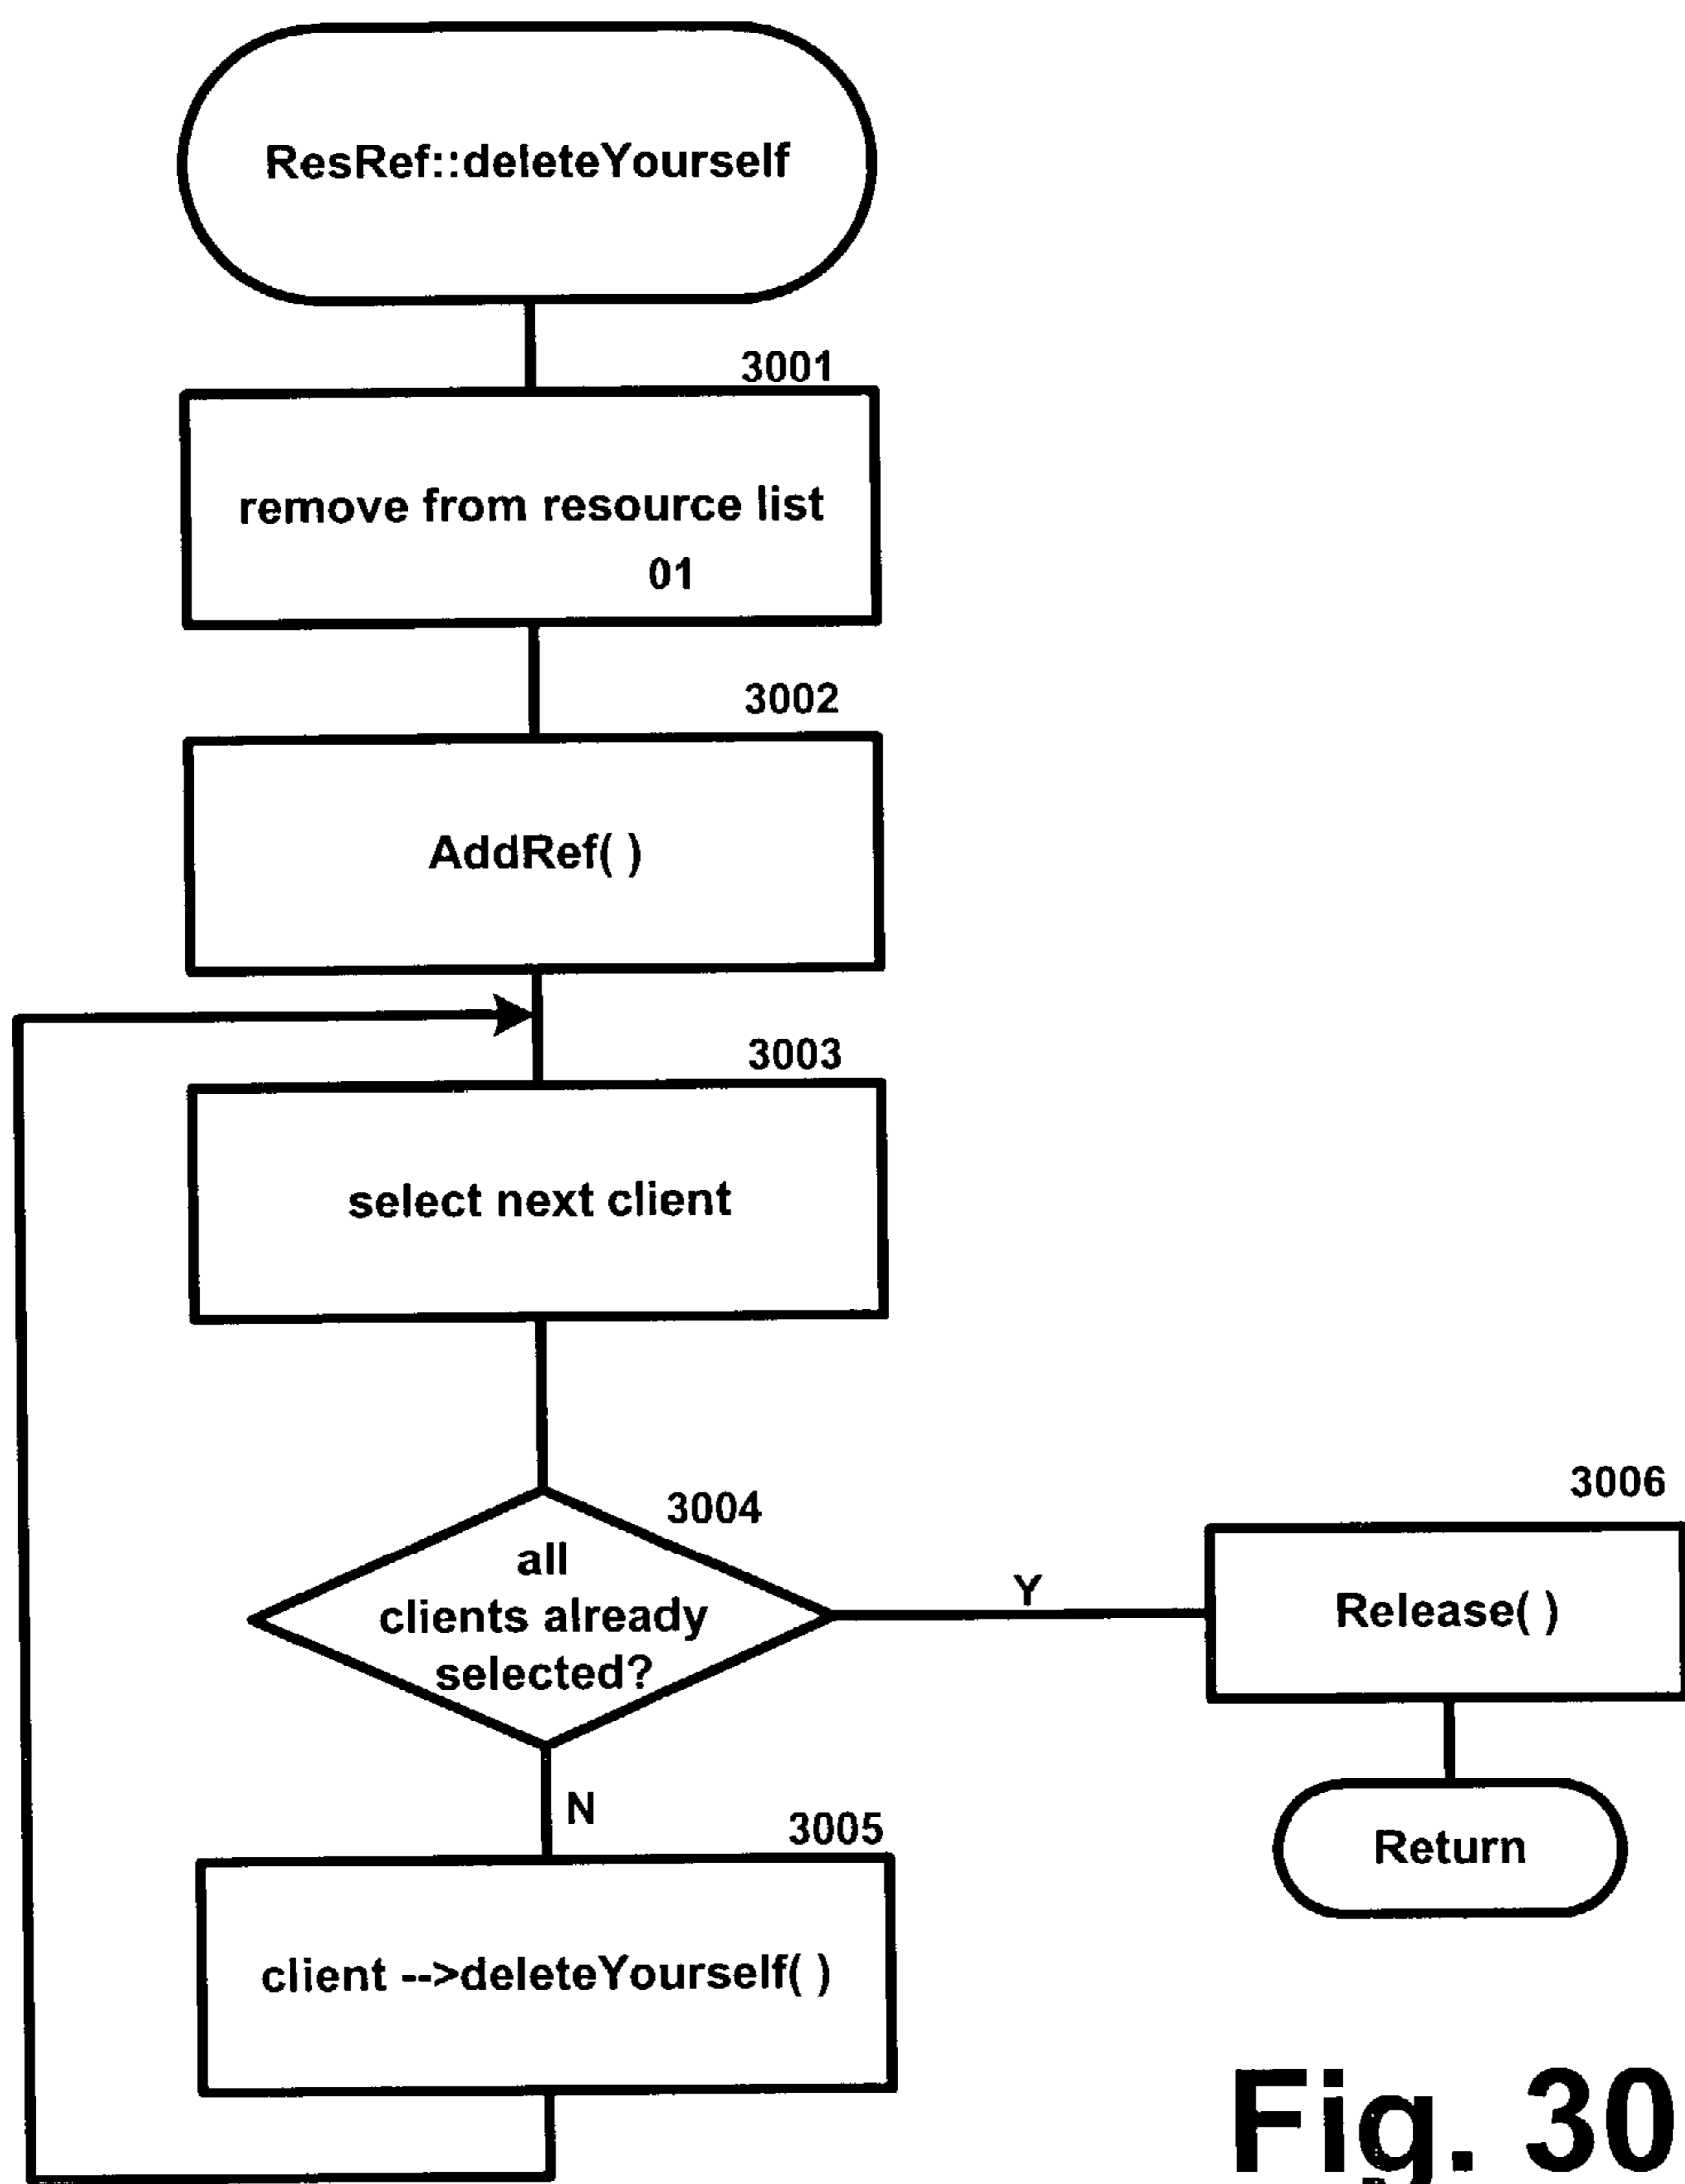 ResRef::deleteYourself
3001
remove from resource list
01
3002
AddRef( )
3003
select next client
3004
all
clients already
selected?
Y
3006
Release( )
Return
N
3005
client -->deleteYourself( )
Fig. 30